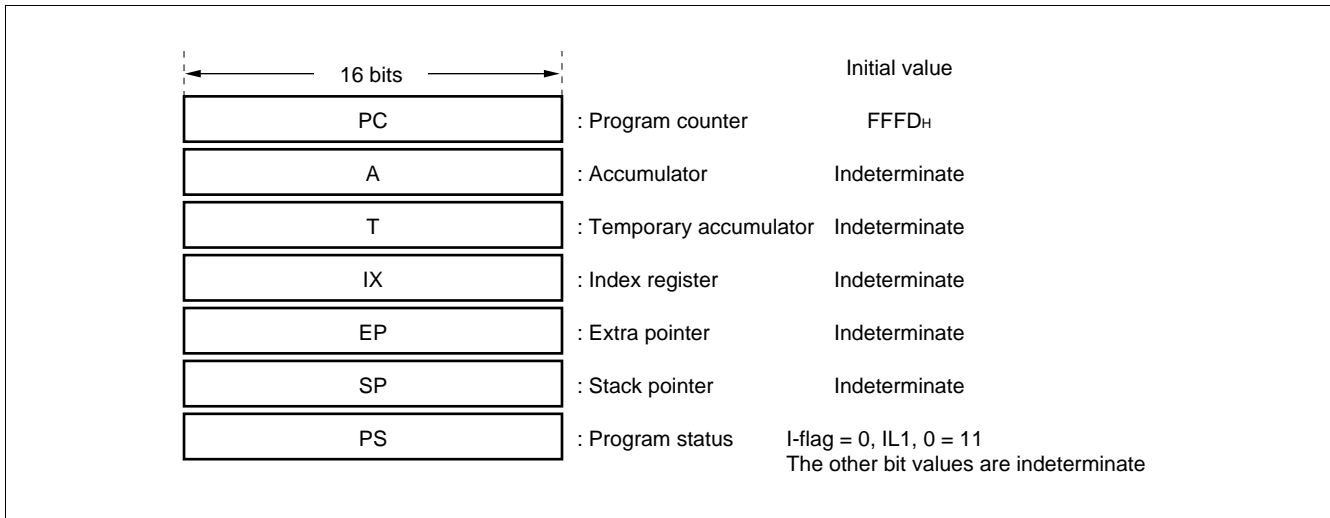 16 bits Initial value
PC : Program counter FFFDH
A : Accumulator Indeterminate
T : Temporary accumulator Indeterminate
IX : Index register Indeterminate
EP : Extra pointer Indeterminate
SP : Stack pointer Indeterminate
PS : Program status I-flag = 0, IL1, 0 = 11
The other bit values are indeterminate